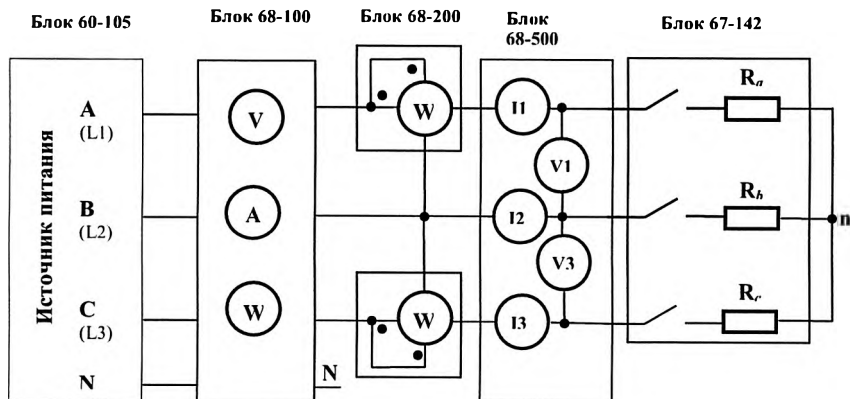 Блок 60-105
Блок 68-100
Блок 68-200
Блок
68-500
Блок 67-142
Источник питания
A
(L1)
B
(L2)
C
(L3)
N
V
A
W
N
W
W
I1
V1
I2
V3
I3
Ra
Rb
Rc
n